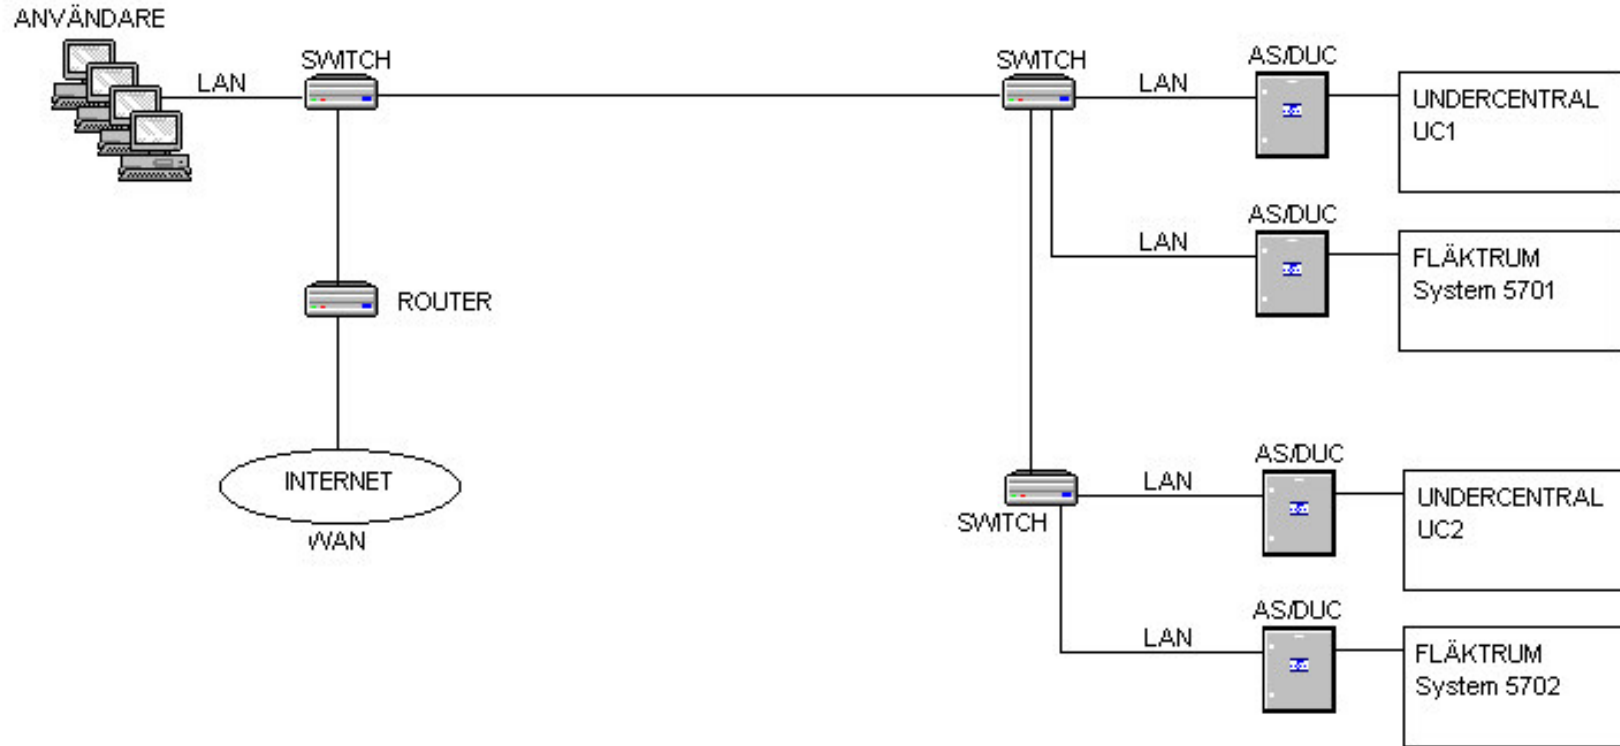 ANVÄNDARE
LAN
SWITCH
SWITCH
LAN
AS/DUC
UNDERCENTRAL
UC1
LAN
AS/DUC
FLÄKTRUM
System 5701
ROUTER
INTERNET
WAN
SWITCH
LAN
AS/DUC
UNDERCENTRAL
UC2
LAN
AS/DUC
FLÄKTRUM
System 5702